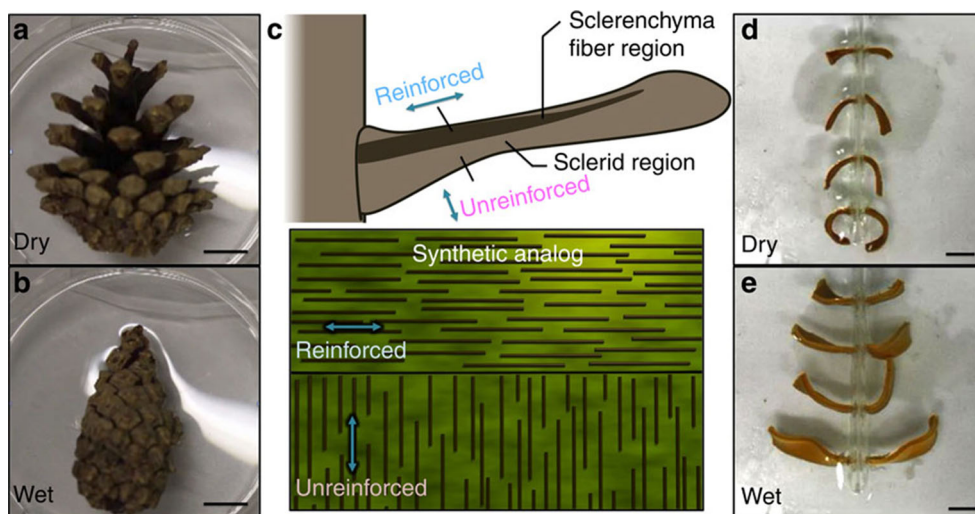 a
Dry
b
Wet
c
Sclerenchyma
fiber region
Reinforced
Sclerid region
Unreinforced
Synthetic analog
Reinforced
Unreinforced
d
Dry
e
Wet